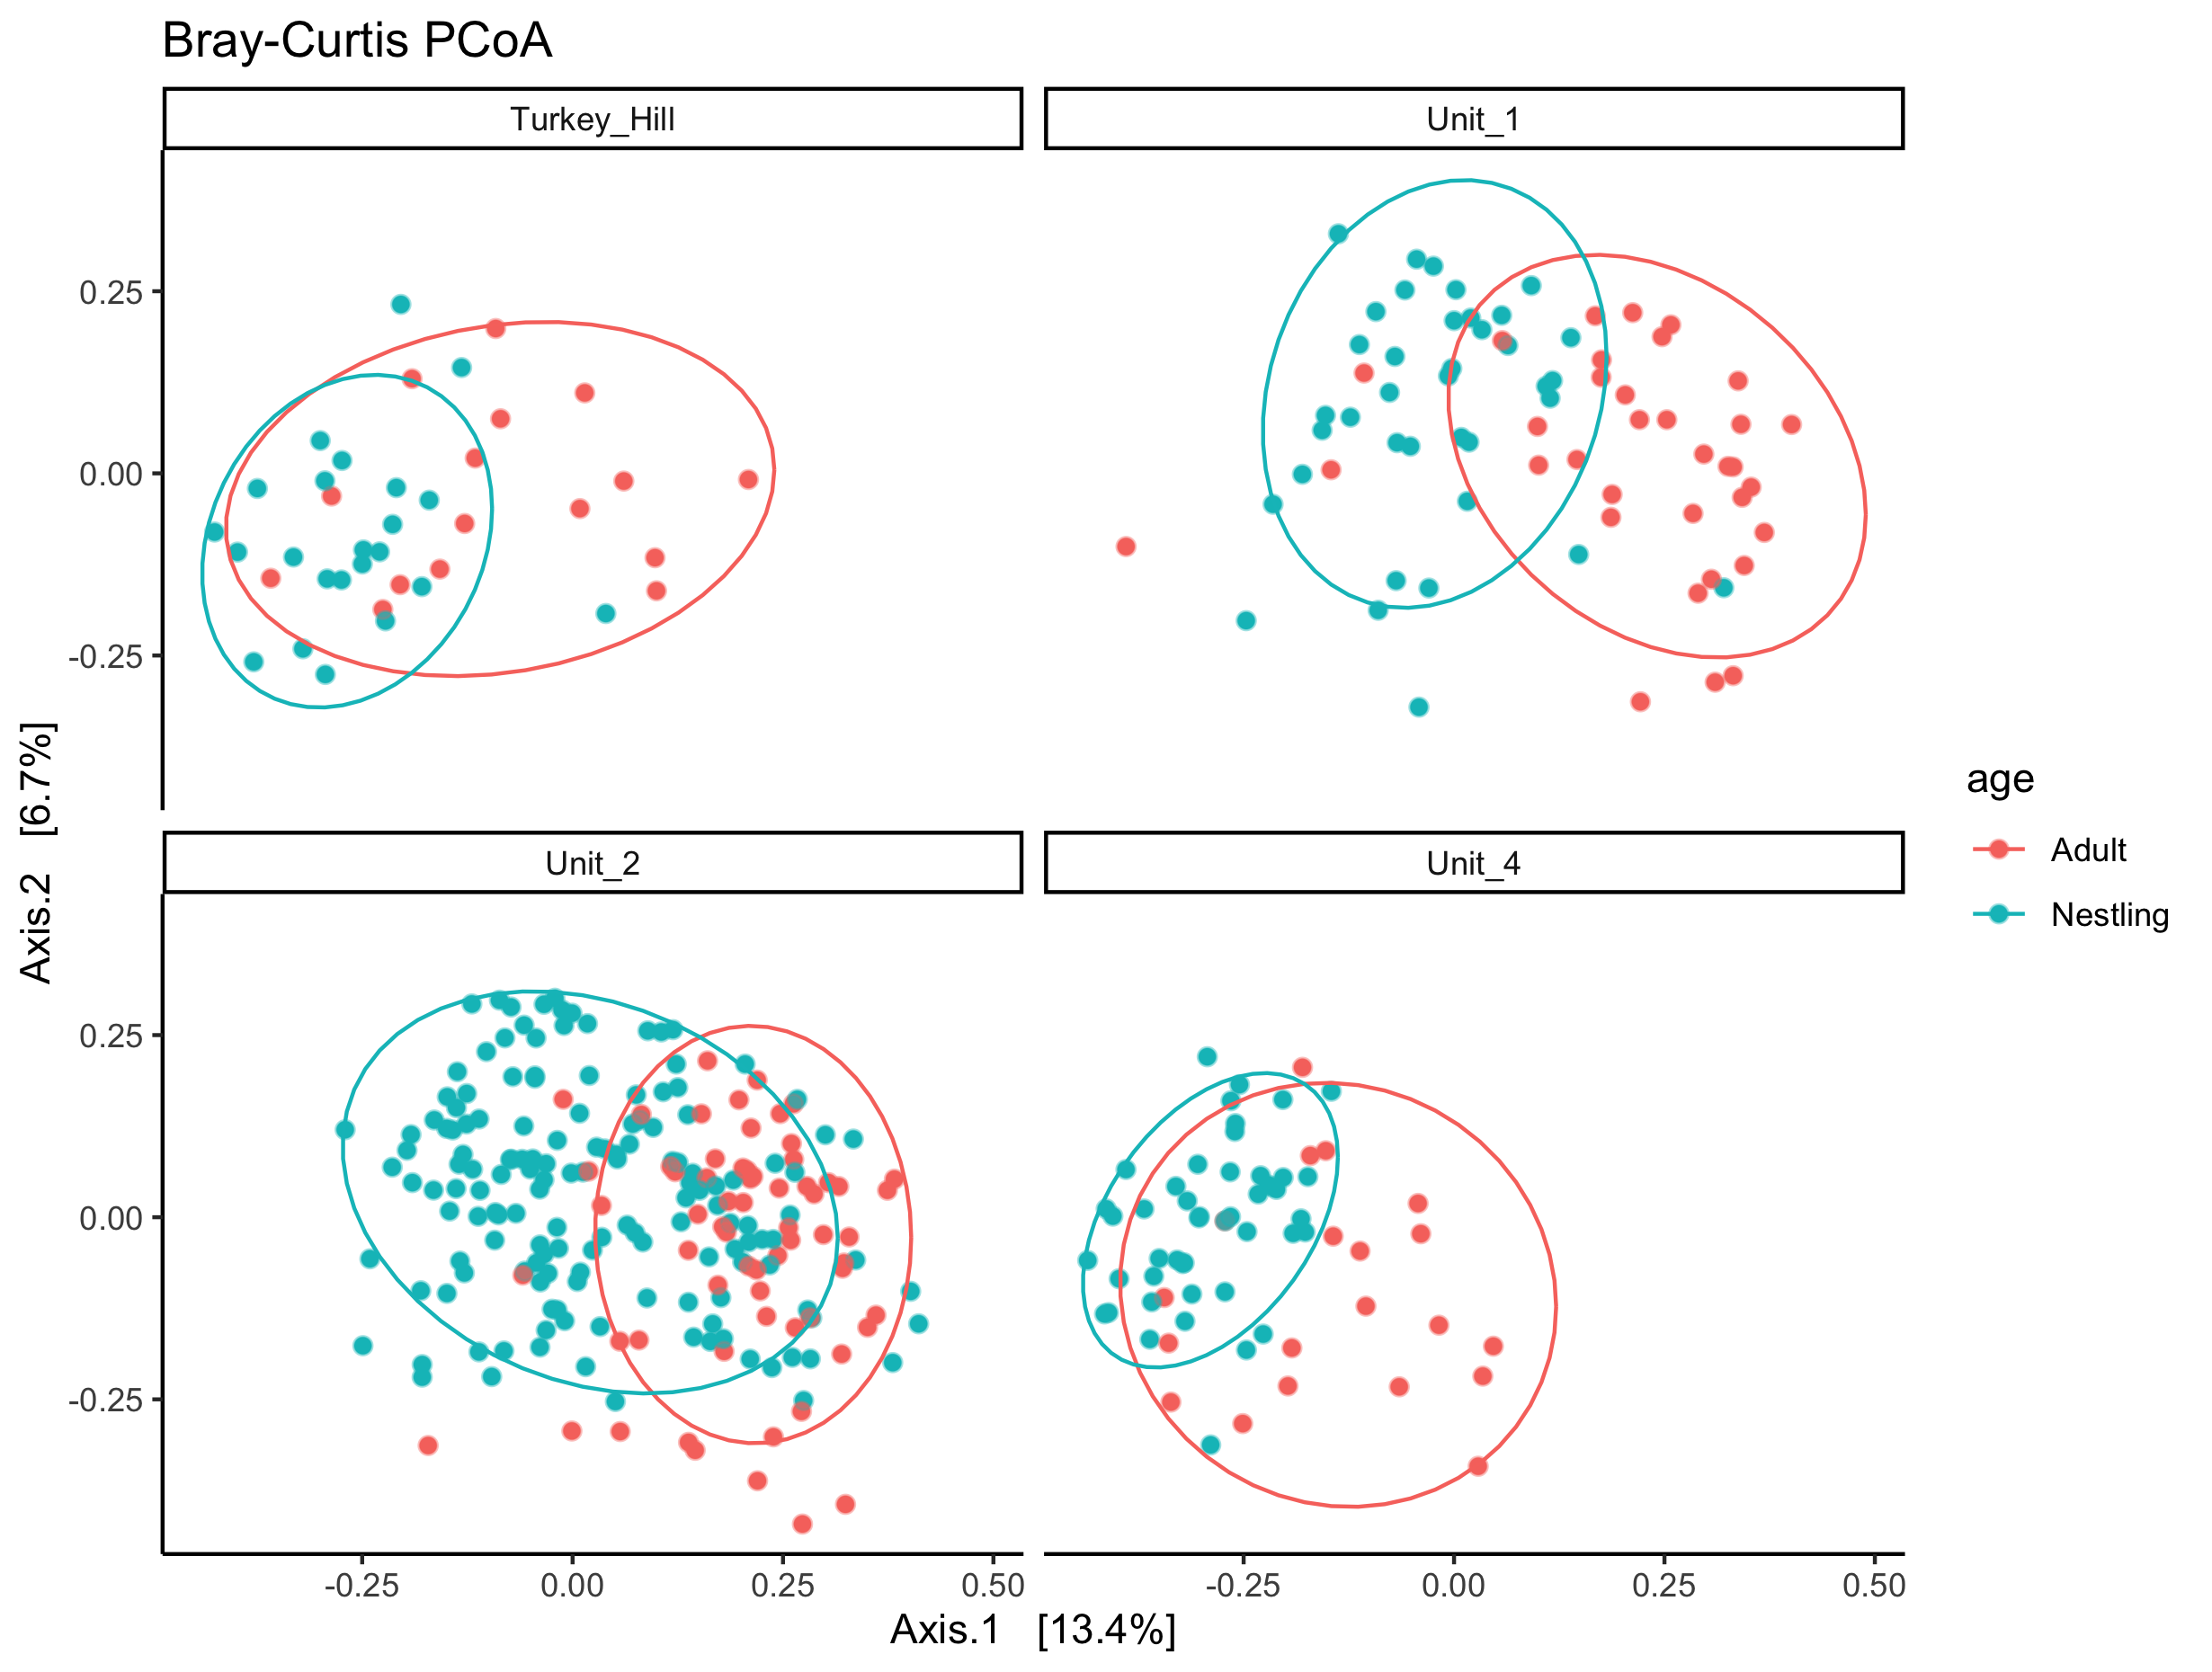 Bray-Curtis PCoA
Turkey_Hill
Unit_1
0.25
0.00
-0.25
Axis.2 [6.7%]
age
Adult
Nestling
Unit_2
Unit_4
0.25
0.00
-0.25
-0.25 0.00 0.25 0.50
-0.25 0.00 0.25 0.50
Axis.1 [13.4%]